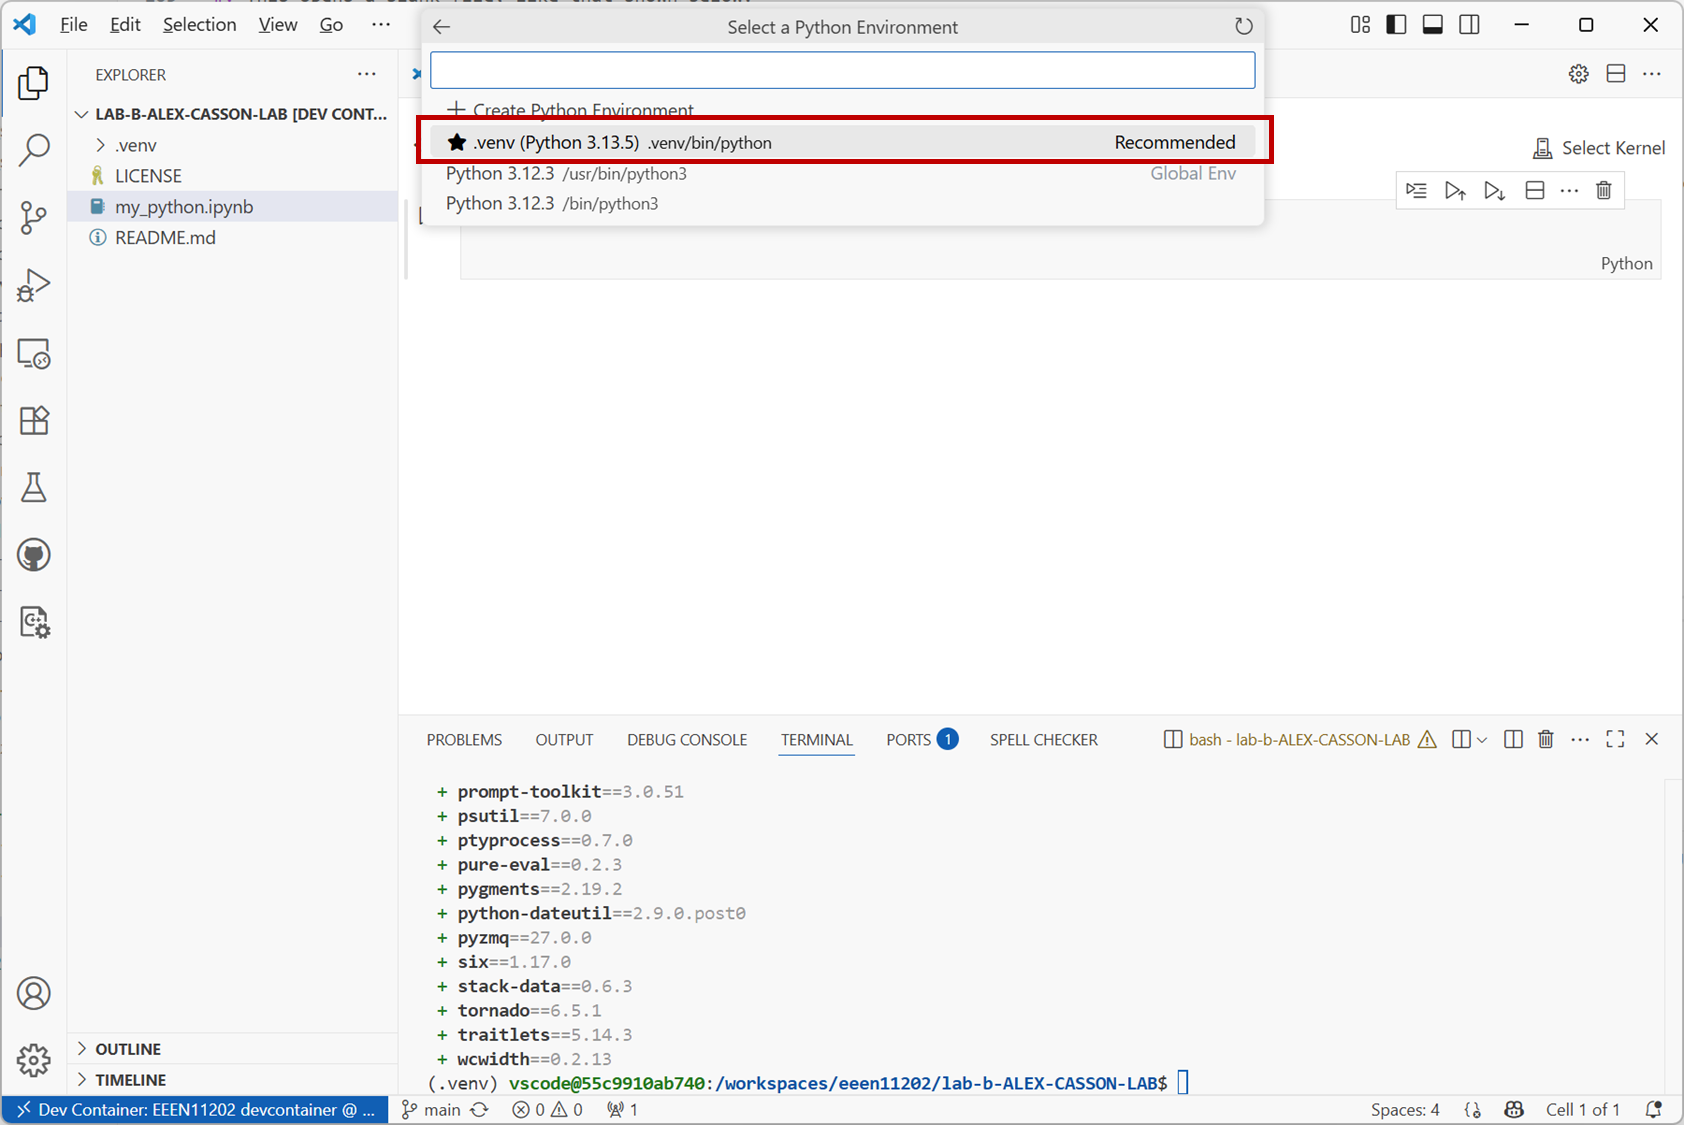 File Edit Selection View Go ···
Select a Python Environment
EXPLORER
LAB-B-ALEX-CASSON-LAB [DEV CONT...
.venv
LICENSE
my_python.ipynb
README.md
Create Python Environment
.venv (Python 3.13.5) .venv/bin/python Recommended
Python 3.12.3 /usr/bin/python3 Global Env
Python 3.12.3 /bin/python3
Select Kernel
Python
PROBLEMS OUTPUT DEBUG CONSOLE TERMINAL PORTS 1 SPELL CHECKER bash - lab-b-ALEX-CASSON-LAB
+ prompt-toolkit==3.0.51
+ psutil==7.0.0
+ ptyprocess==0.7.0
+ pure-eval==0.2.3
+ pygments==2.19.2
+ python-dateutil==2.9.0.post0
+ pyzmq==27.0.0
+ six==1.17.0
+ stack-data==0.6.3
+ tornado==6.5.1
+ traitlets==5.14.3
+ wcwidth==0.2.13
(.venv) vscode@55c9910ab740:/workspaces/eeen11202/lab-b-ALEX-CASSON-LAB$
OUTLINE
TIMELINE
Dev Container: EEEN11202 devcontainer @ ... main 0 0 1 Spaces: 4 Cell 1 of 1